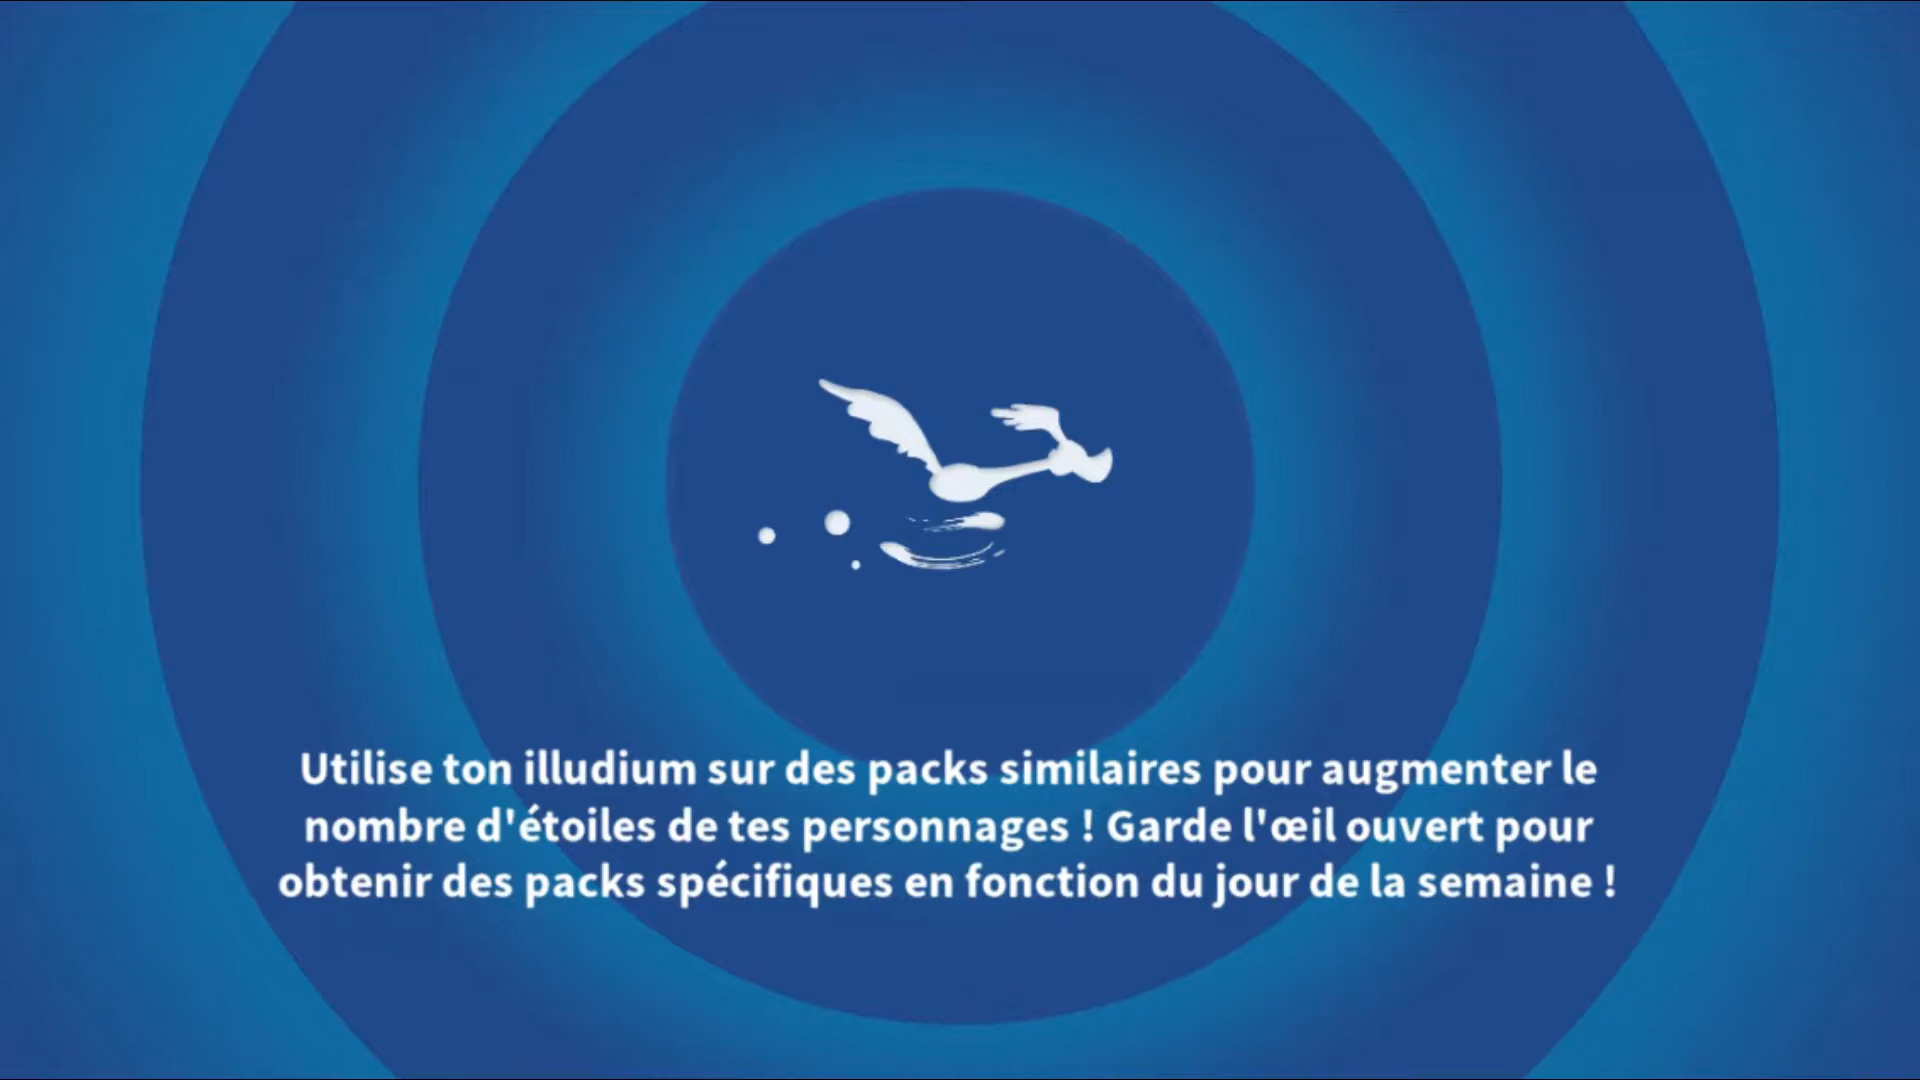 Utilise ton illudium sur des packs similaires pour augmenter le
nombre d'étoiles de tes personnages ! Garde l'œil ouvert pour
obtenir des packs spécifiques en fonction du jour de la semaine !